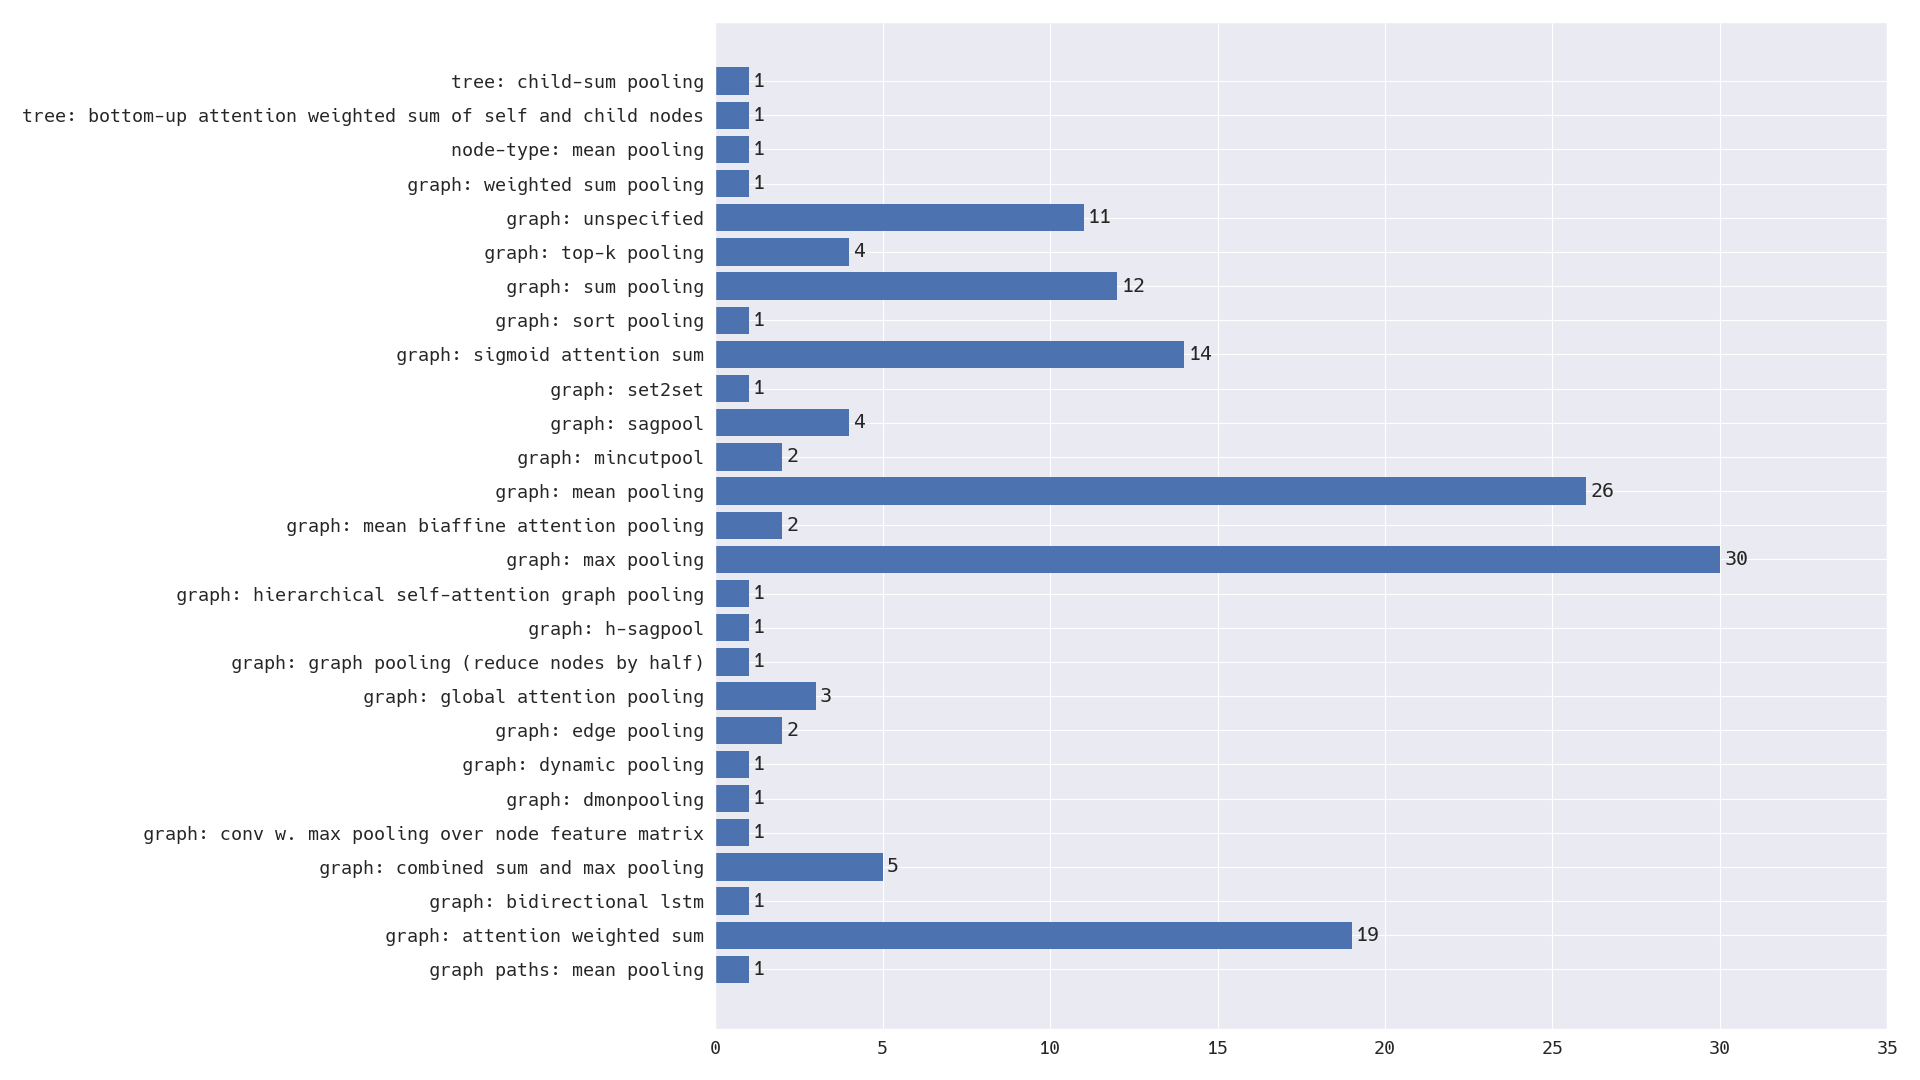 tree: child-sum pooling 1
tree: bottom-up attention weighted sum of self and child nodes 1
node-type: mean pooling 1
graph: weighted sum pooling 1
graph: unspecified 11
graph: top-k pooling 4
graph: sum pooling 12
graph: sort pooling 1
graph: sigmoid attention sum 14
graph: set2set 1
graph: sagpool 4
graph: mincutpool 2
graph: mean pooling 26
graph: mean biaffine attention pooling 2
graph: max pooling 30
graph: hierarchical self-attention graph pooling 1
graph: h-sagpool 1
graph: graph pooling (reduce nodes by half) 1
graph: global attention pooling 3
graph: edge pooling 2
graph: dynamic pooling 1
graph: dmonpooling 1
graph: conv w. max pooling over node feature matrix 1
graph: combined sum and max pooling 5
graph: bidirectional lstm 1
graph: attention weighted sum 19
graph paths: mean pooling 1
0 5 10 15 20 25 30 35